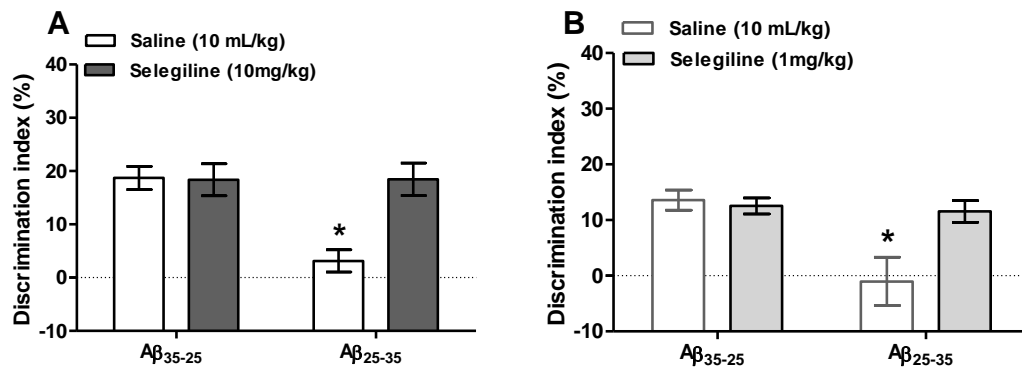 A
Saline (10 mL/kg)
Selegiline (10mg/kg)
Discrimination index (%)
40
30
20
10
0
-10
*
Aβ35-25
Aβ25-35
B
Saline (10 mL/kg)
Selegiline (1mg/kg)
Discrimination index (%)
40
30
20
10
0
-10
*
Aβ35-25
Aβ25-35